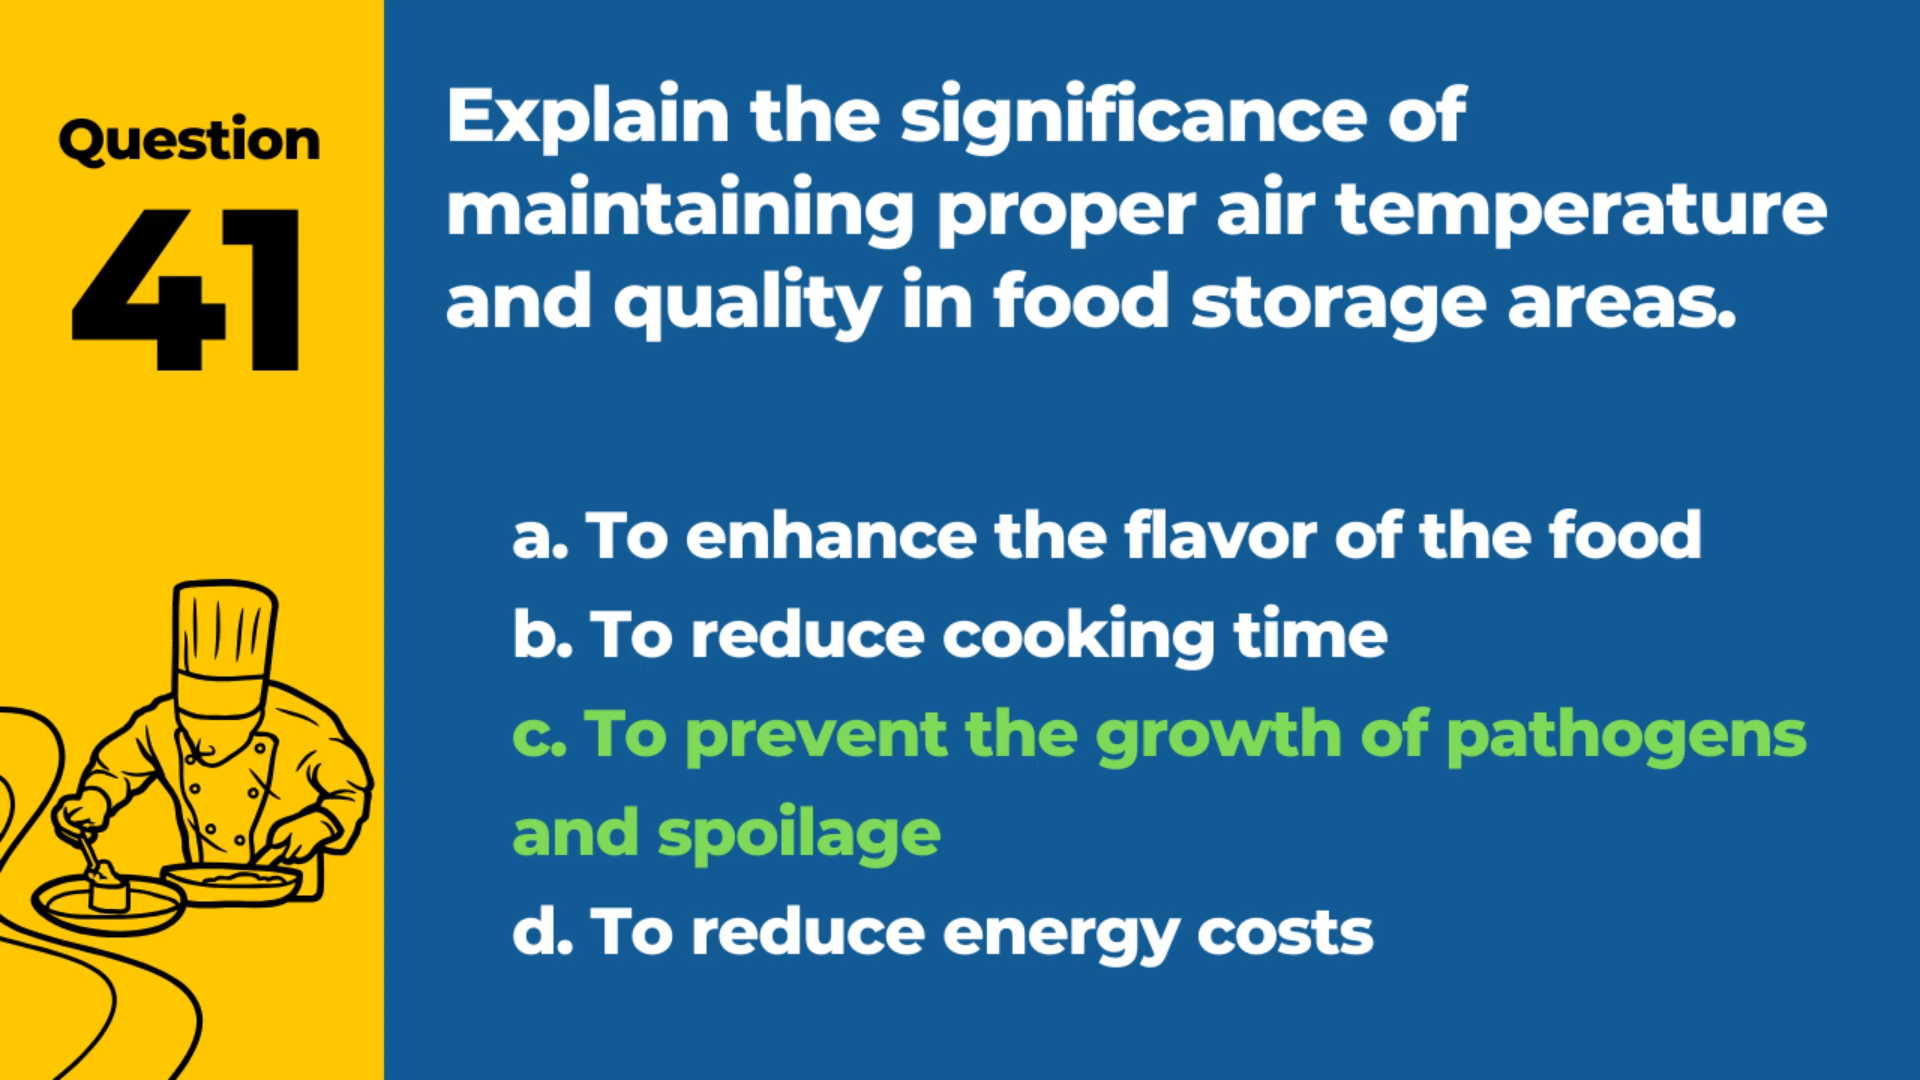 Question
41
Explain the significance of
maintaining proper air temperature
and quality in food storage areas.
a. To enhance the flavor of the food
b. To reduce cooking time
c. To prevent the growth of pathogens
and spoilage
d. To reduce energy costs